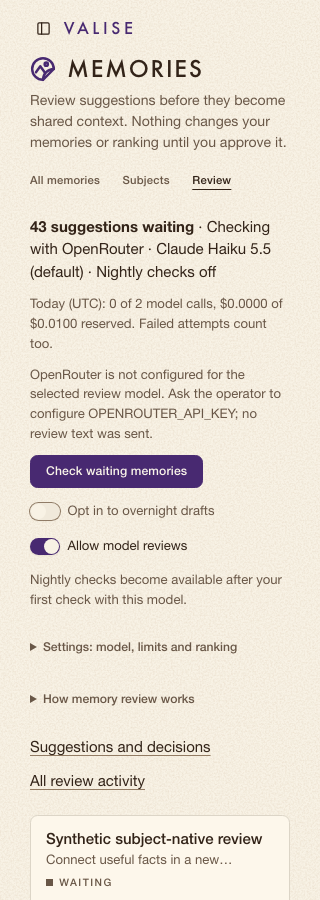 VALISE
MEMORIES
Review suggestions before they become
shared context. Nothing changes your
memories or ranking until you approve it.
All memories Subjects Review
43 suggestions waiting · Checking
with OpenRouter · Claude Haiku 5.5
(default) · Nightly checks off
Today (UTC): 0 of 2 model calls, $0.0000 of
$0.0100 reserved. Failed attempts count
too.
OpenRouter is not configured for the
selected review model. Ask the operator to
configure OPENROUTER_API_KEY; no
review text was sent.
Check waiting memories
Opt in to overnight drafts
Allow model reviews
Nightly checks become available after your
first check with this model.
Settings: model, limits and ranking
How memory review works
Suggestions and decisions
All review activity
Synthetic subject-native review
Connect useful facts in a new…
WAITING